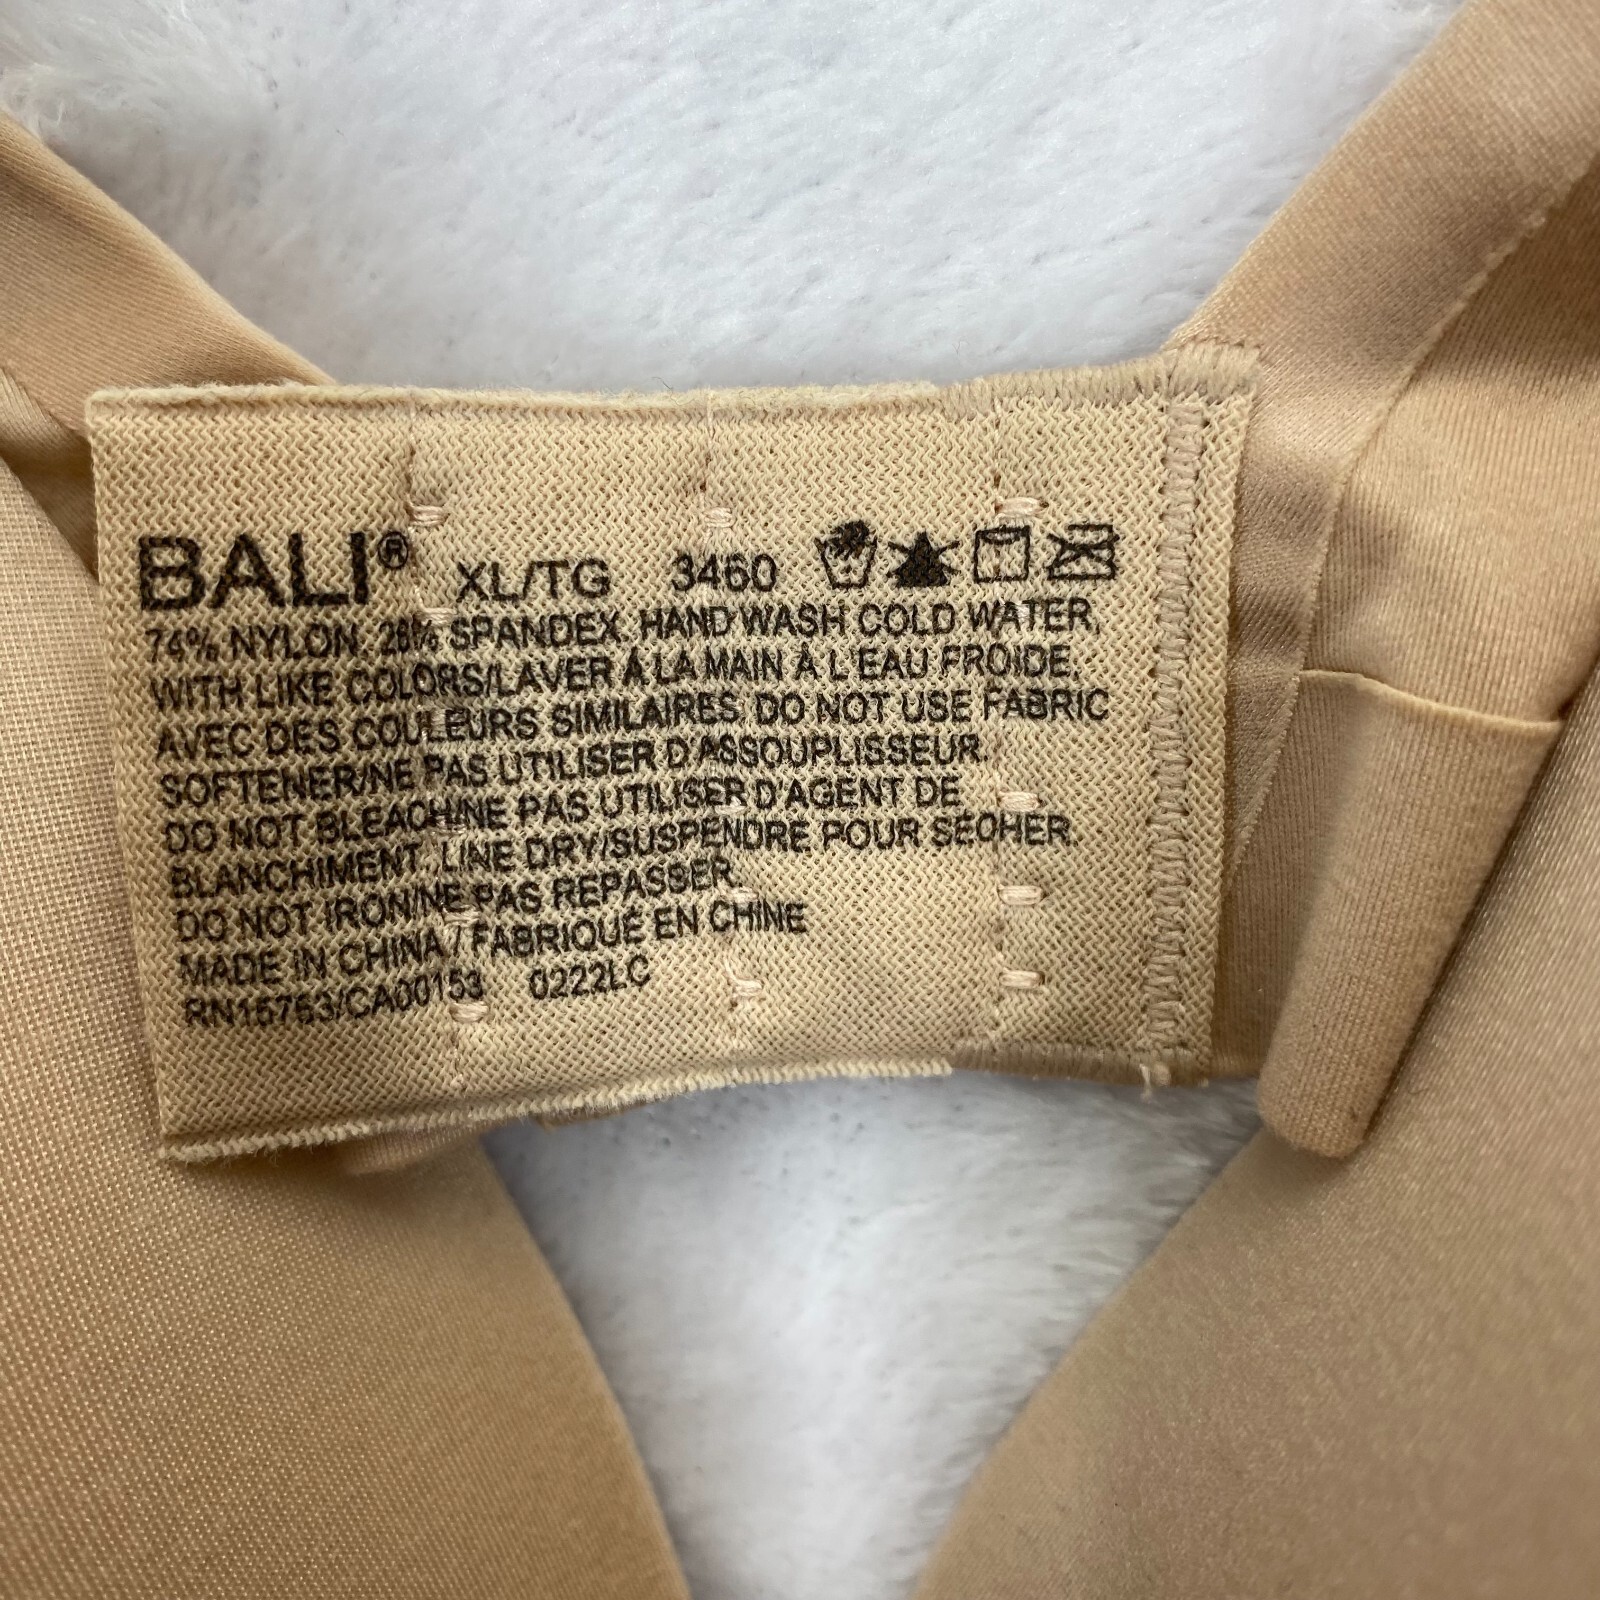 BALI® XL/TG 3460
74% NYLON, 26% SPANDEX. HAND WASH COLD WATER,
WITH LIKE COLORS/LAVER À LA MAIN À L'EAU FROIDE,
AVEC DES COULEURS SIMILAIRES. DO NOT USE FABRIC
SOFTENER/NE PAS UTILISER D'ASSOUPLISSEUR.
DO NOT BLEACH/NE PAS UTILISER D'AGENT DE
BLANCHIMENT. LINE DRY/SUSPENDRE POUR SÉCHER.
DO NOT IRON/NE PAS REPASSER.
MADE IN CHINA / FABRIQUÉ EN CHINE
RN15763/CA00153 0222LC